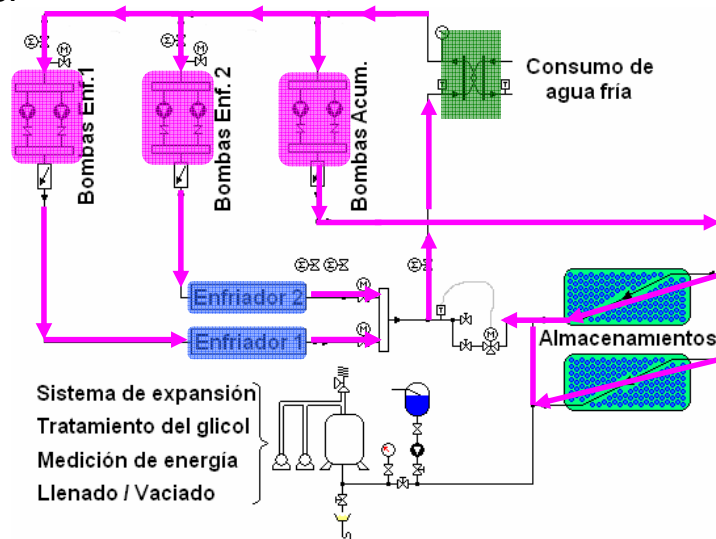 Bombas Enf.1
Bombas Enf. 2
Bombas Acum.
Consumo de
agua fría
M
M
T
T
Enfriador 2
Enfriador 1
M
M
T
M
Almacenamientos
Sistema de expansión
Tratamiento del glicol
Medición de energía
Llenado / Vaciado